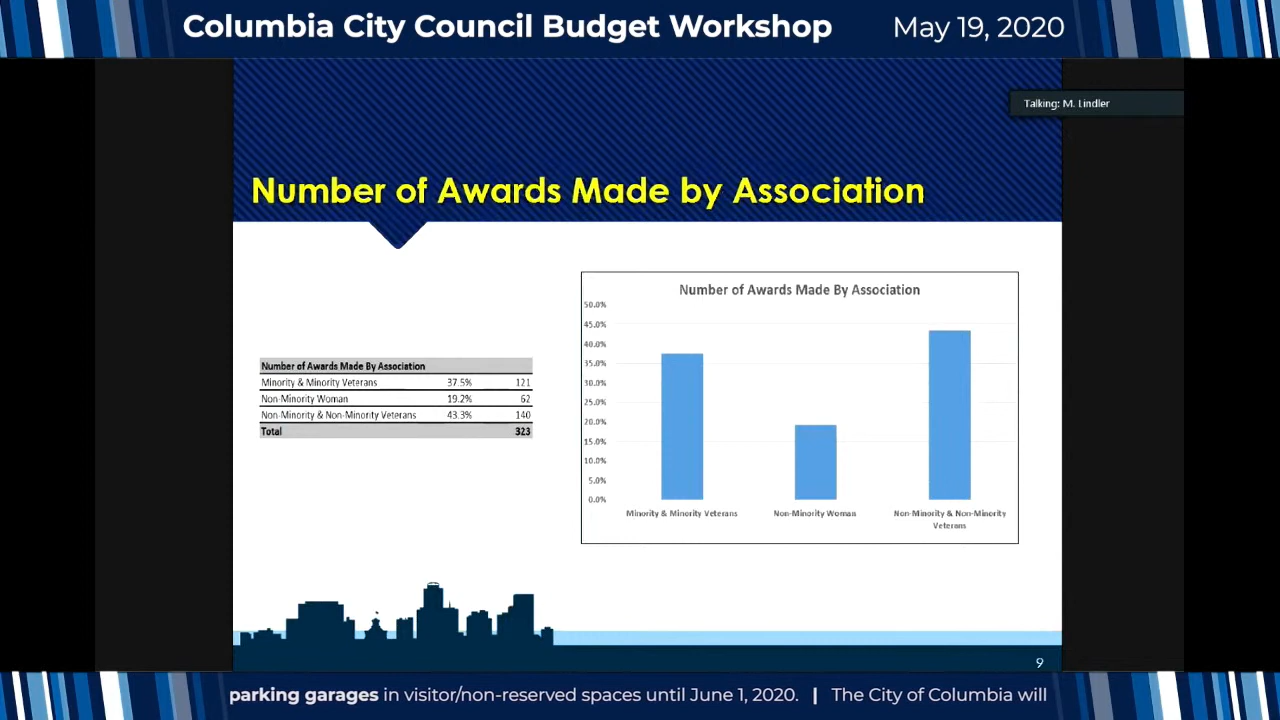 Columbia City Council Budget Workshop May 19, 2020
Talking: M. Lindler
Number of Awards Made by Association
Number of Awards Made By Association
Minority & Minority Veterans 37.5% 121
Non-Minority Woman 19.2% 62
Non-Minority & Non-Minority Veterans 43.3% 140
Total 323
Number of Awards Made By Association
50.0%
45.0%
40.0%
35.0%
30.0%
25.0%
20.0%
15.0%
10.0%
5.0%
0.0%
Minority & Minority Veterans
Non-Minority Woman
Non-Minority & Non-Minority
Veterans
9
parking garages in visitor/non-reserved spaces until June 1, 2020. | The City of Columbia will